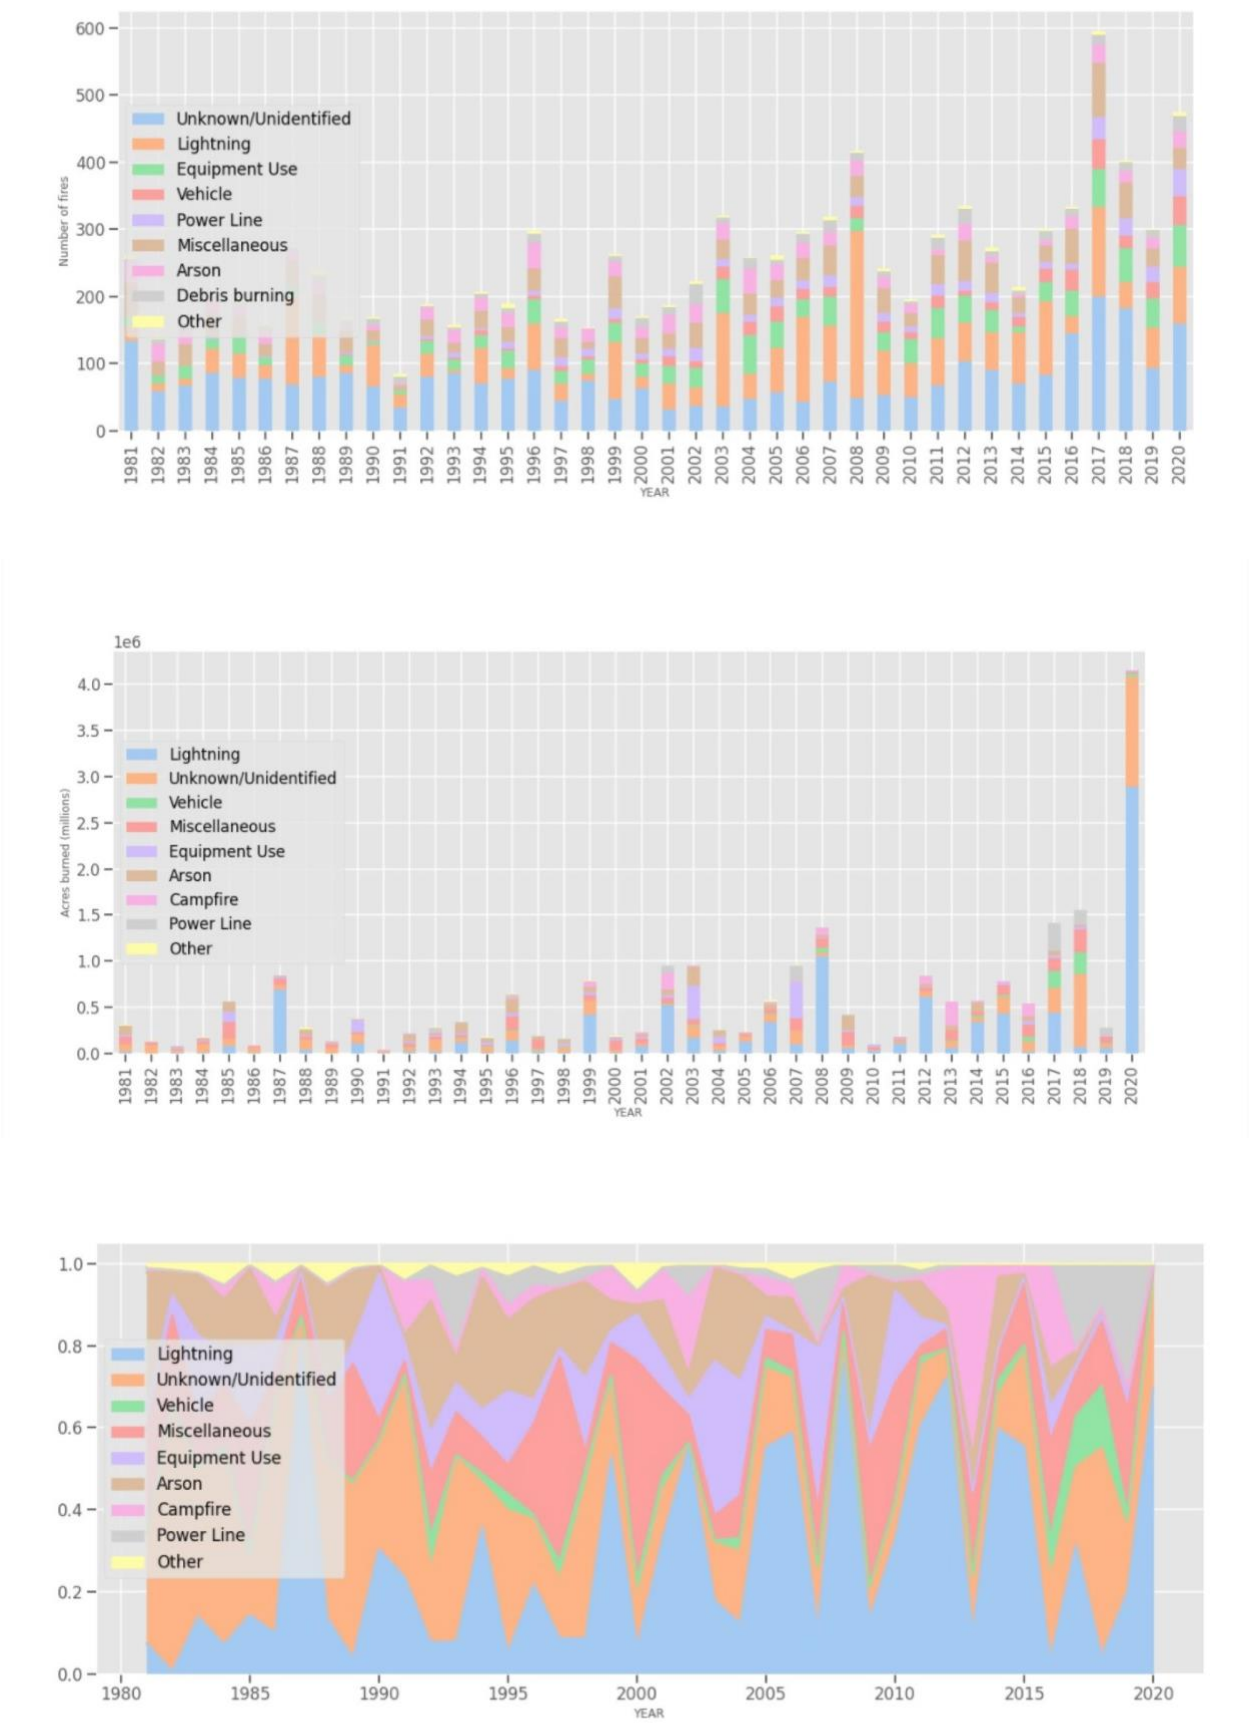 600
500
400
300
200
100
0
Number of fires
Unknown/Unidentified
Lightning
Equipment Use
Vehicle
Power Line
Miscellaneous
Arson
Debris burning
Other
1981 1982 1983 1984 1985 1986 1987 1988 1989 1990 1991 1992 1993 1994 1995 1996 1997 1998 1999 2000 2001 2002 2003 2004 2005 2006 2007 2008 2009 2010 2011 2012 2013 2014 2015 2016 2017 2018 2019 2020
YEAR
1e6
4.0
3.5
3.0
2.5
2.0
1.5
1.0
0.5
0.0
Acres burned (millions)
Lightning
Unknown/Unidentified
Vehicle
Miscellaneous
Equipment Use
Arson
Campfire
Power Line
Other
1981 1982 1983 1984 1985 1986 1987 1988 1989 1990 1991 1992 1993 1994 1995 1996 1997 1998 1999 2000 2001 2002 2003 2004 2005 2006 2007 2008 2009 2010 2011 2012 2013 2014 2015 2016 2017 2018 2019 2020
YEAR
1.0
0.8
0.6
0.4
0.2
0.0
Lightning
Unknown/Unidentified
Vehicle
Miscellaneous
Equipment Use
Arson
Campfire
Power Line
Other
1980 1985 1990 1995 2000 2005 2010 2015 2020
YEAR